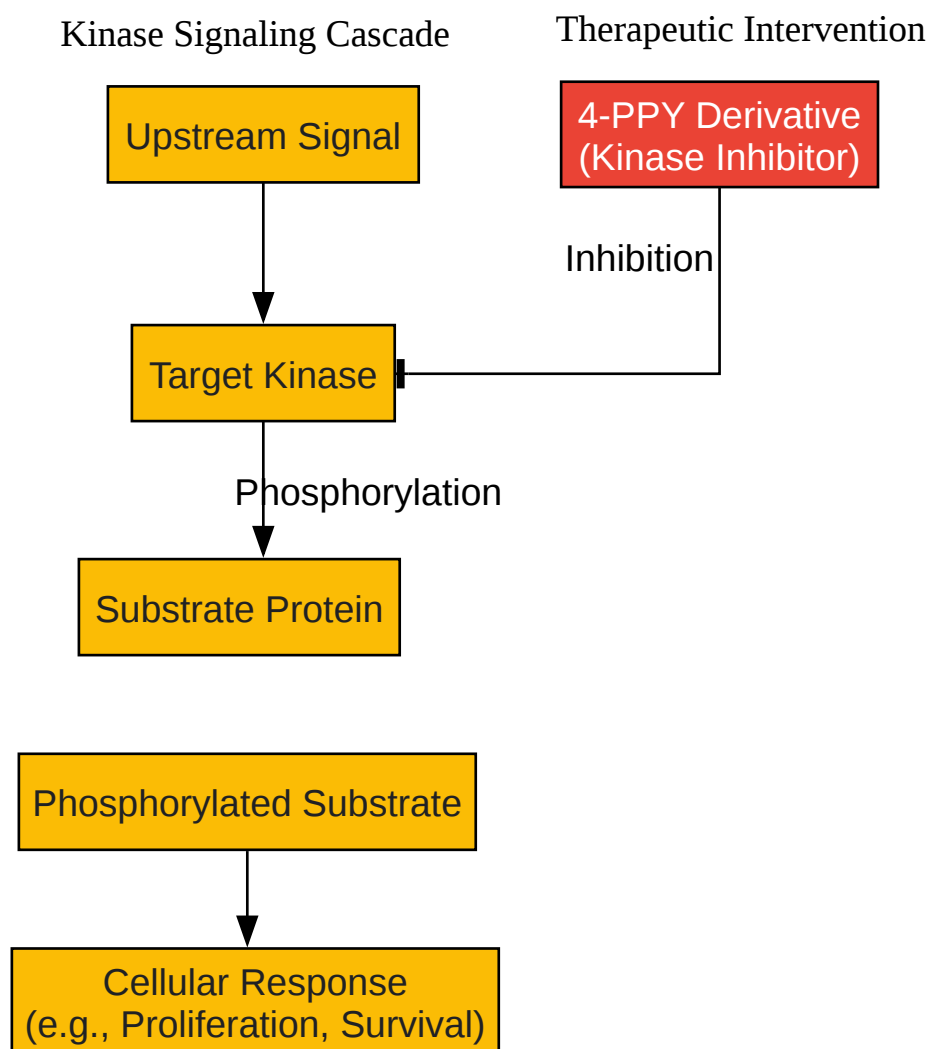 Kinase Signaling Cascade
Therapeutic Intervention
Upstream Signal
4-PPY Derivative
(Kinase Inhibitor)
Inhibition
Target Kinase
Phosphorylation
Substrate Protein
Phosphorylated Substrate
Cellular Response
(e.g., Proliferation, Survival)